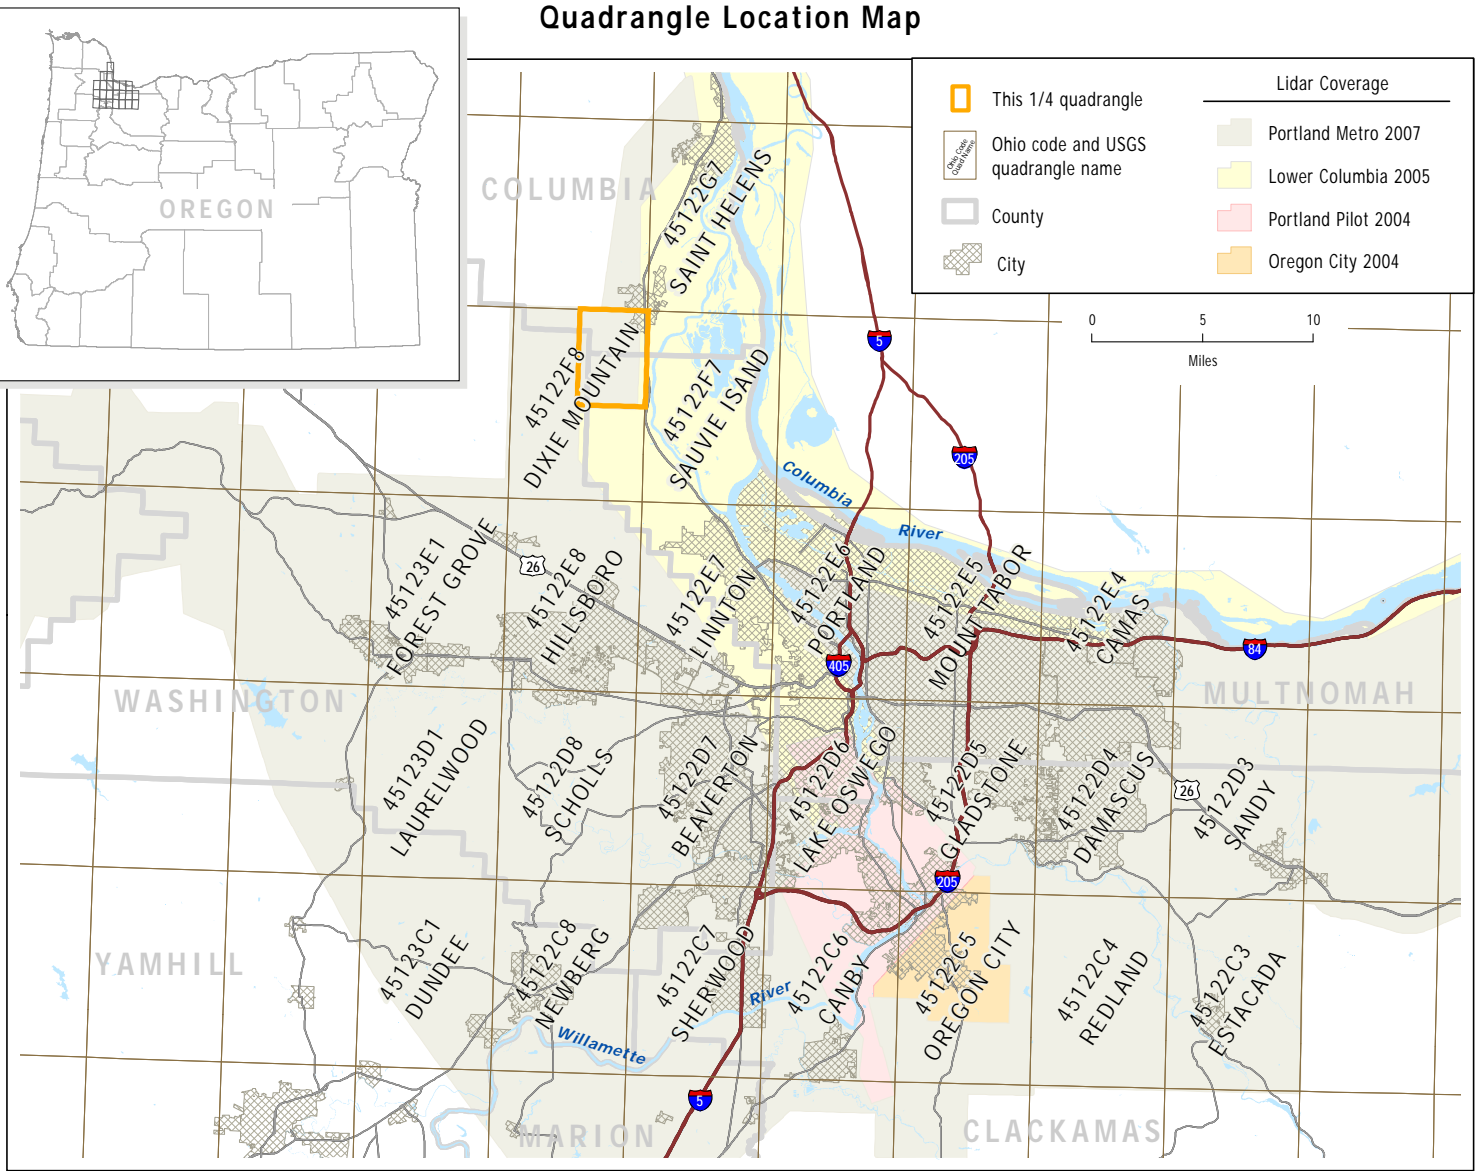 Quadrangle Location Map
OREGON
This 1/4 quadrangle
Ohio Code
Quad Name
Ohio code and USGS
quadrangle name
County
City
Lidar Coverage
Portland Metro 2007
Lower Columbia 2005
Portland Pilot 2004
Oregon City 2004
0 5 10
Miles
COLUMBIA
45122G7
SAINT HELENS
5
45122F8
DIXIE MOUNTAIN
45122F7
SAUVIE ISAND
205
Columbia
River
45123E1
FOREST GROVE
26
45122E8
HILLSBORO
45122E7
LINNTON
45122E6
PORTLAND
45122E5
MOUNT TABOR
45122E4
CAMAS
405
84
WASHINGTON
MULTNOMAH
45123D1
LAURELWOOD
45122D8
SCHOLLS
45122D7
BEAVERTON
45122D6
LAKE OSWEGO
45122D5
GLADSTONE
45122D4
DAMASCUS
26
45122D3
SANDY
205
YAMHILL
45123C1
DUNDEE
45122C8
NEWBERG
45122C7
SHERWOOD
45122C6
CANBY
45122C5
OREGON CITY
45122C4
REDLAND
45122C3
ESTACADA
River
Willamette
5
MARION
CLACKAMAS